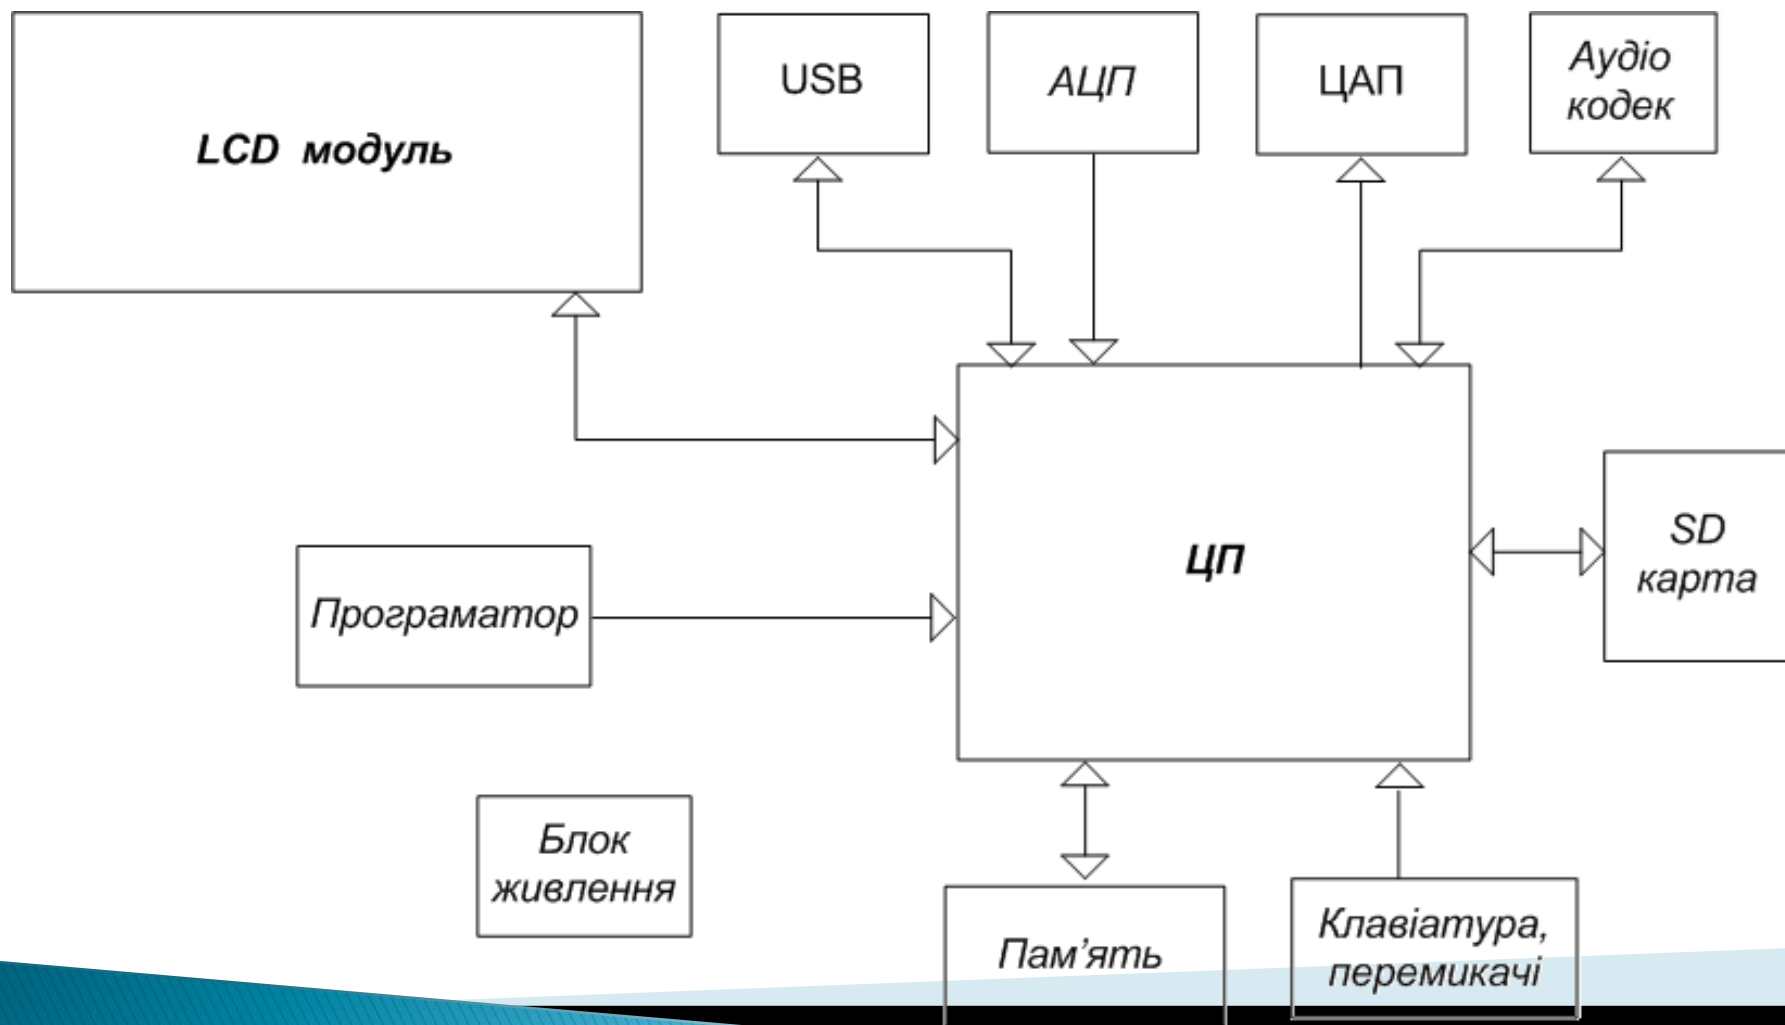 LCD модуль
USB
АЦП
ЦАП
Аудіо
кодек
ЦП
SD
карта
Програматор
Блок
живлення
Пам’ять
Клавіатура,
перемикачі